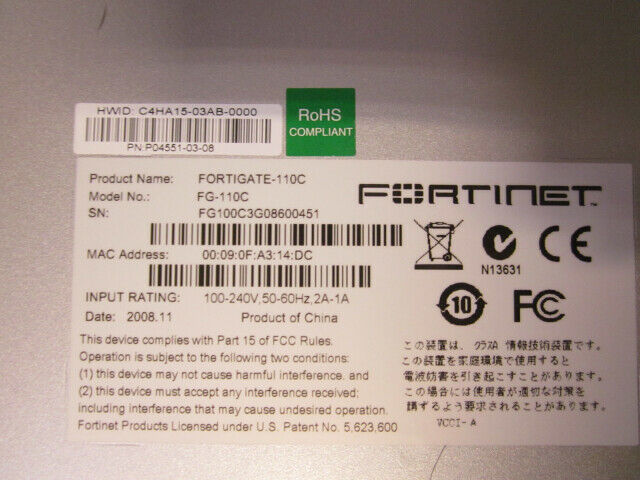 HWID: C4HA15-03AB-0000
PN:P04551-03-08
RoHS
COMPLIANT
Product Name: FORTIGATE-110C
Model No.: FG-110C
SN: FG100C3G08600451
MAC Address: 00:09:0F:A3:14:DC
INPUT RATING: 100-240V,50-60Hz,2A-1A
Date: 2008.11 Product of China
This device complies with Part 15 of FCC Rules.
Operation is subject to the following two conditions:
(1) this device may not cause harmful interference. and
(2) this device must accept any interference received;
including interference that may cause undesired operation.
Fortinet Products Licensed under U.S. Patent No. 5,623,600
FORTINET™
N13631
CE
10
FC
この装置は、クラスA 情報技術装置です。
この装置を家庭環境で使用すると
電波妨害を引き起こすことがあります。
この場合には使用者が適切な対策を
講ずるよう要求されることがあります。
VCCI-A